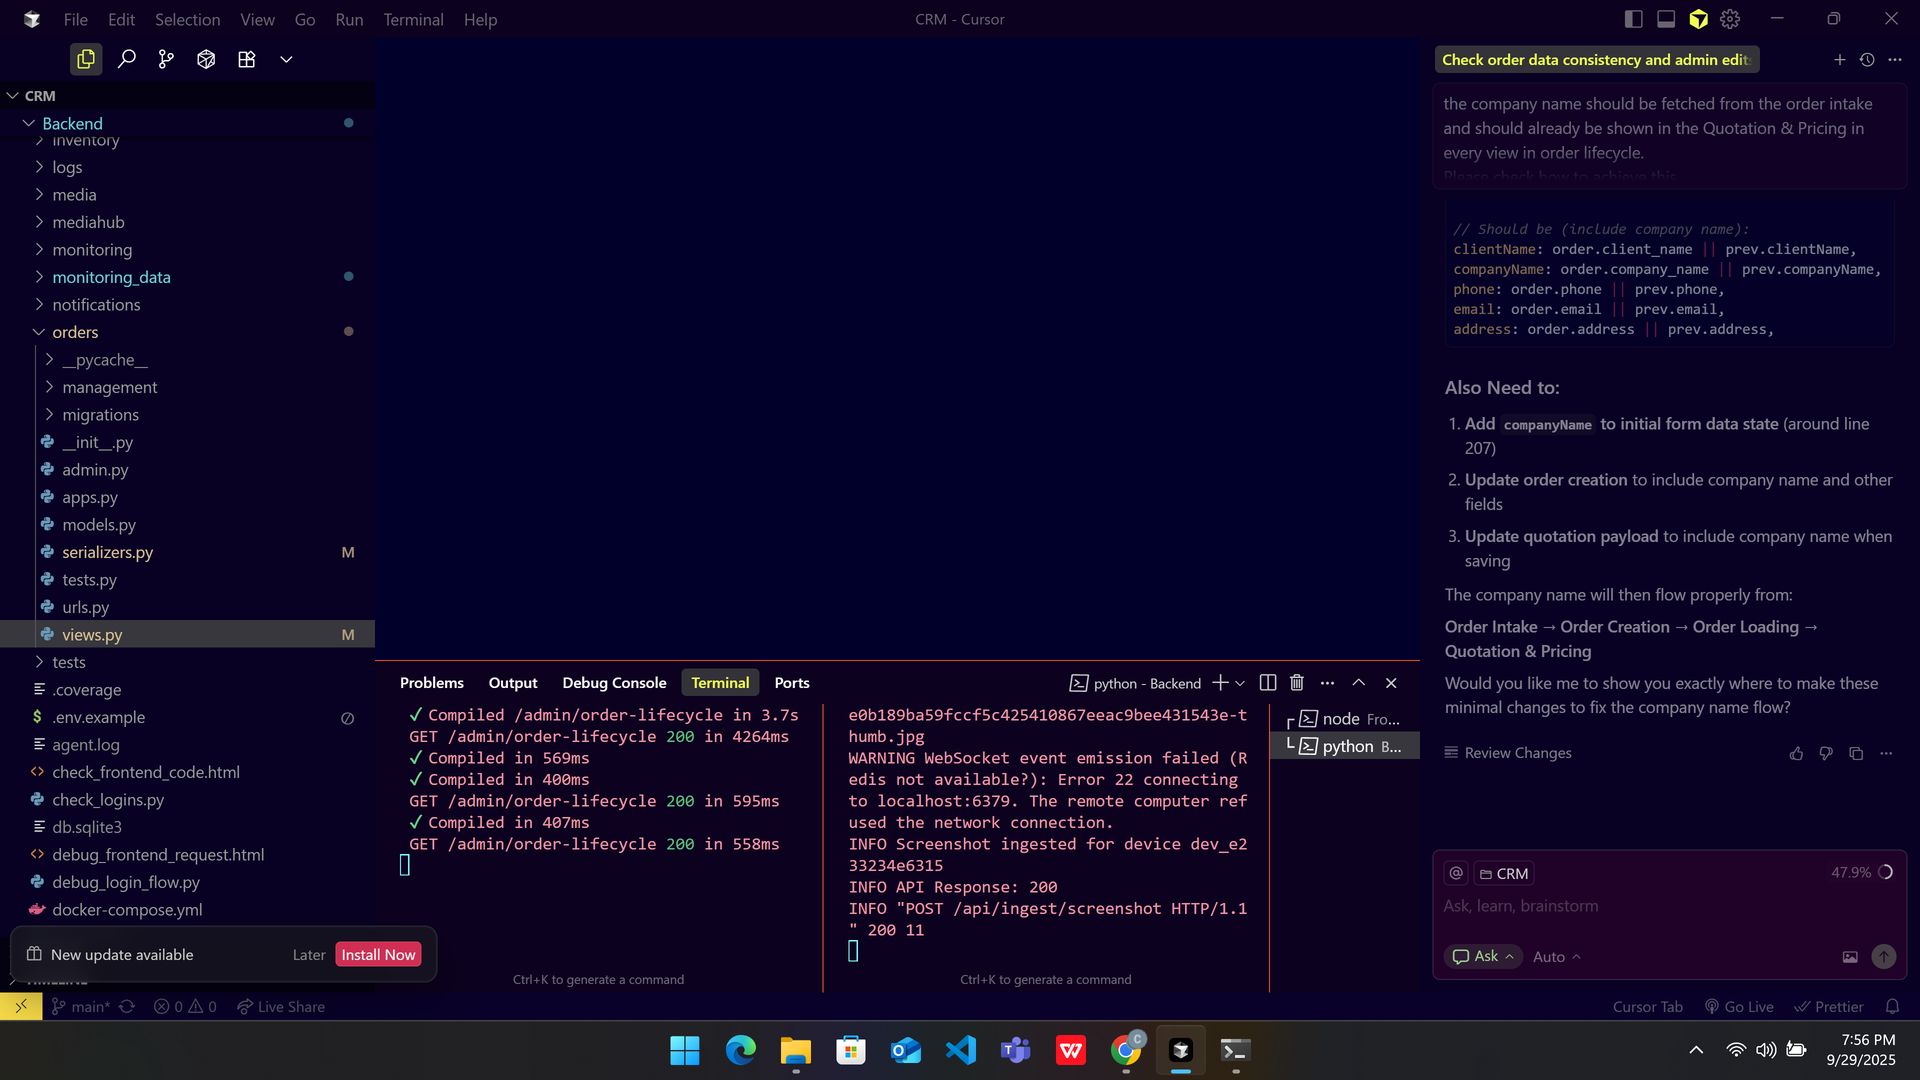 File Edit Selection View Go Run Terminal Help
CRM - Cursor
CRM
Backend
inventory
logs
media
mediahub
monitoring
monitoring_data
notifications
orders
__pycache__
management
migrations
__init__.py
admin.py
apps.py
models.py
serializers.py M
tests.py
urls.py
views.py M
tests
.coverage
.env.example
agent.log
check_frontend_code.html
check_logins.py
db.sqlite3
debug_frontend_request.html
debug_login_flow.py
docker-compose.yml
New update available Later Install Now
TIMELINE
Problems Output Debug Console Terminal Ports
python - Backend
✓ Compiled /admin/order-lifecycle in 3.7s
GET /admin/order-lifecycle 200 in 4264ms
✓ Compiled in 569ms
✓ Compiled in 400ms
GET /admin/order-lifecycle 200 in 595ms
✓ Compiled in 407ms
GET /admin/order-lifecycle 200 in 558ms
Ctrl+K to generate a command
e0b189ba59fccf5c425410867eeac9bee431543e-t
humb.jpg
WARNING WebSocket event emission failed (R
edis not available?): Error 22 connecting
to localhost:6379. The remote computer ref
used the network connection.
INFO Screenshot ingested for device dev_e2
33234e6315
INFO API Response: 200
INFO "POST /api/ingest/screenshot HTTP/1.1
" 200 11
Ctrl+K to generate a command
node Fro...
python B...
Check order data consistency and admin edit
the company name should be fetched from the order intake
and should already be shown in the Quotation & Pricing in
every view in order lifecycle.
Please check how to achieve this
// Should be (include company name):
clientName: order.client_name || prev.clientName,
companyName: order.company_name || prev.companyName,
phone: order.phone || prev.phone,
email: order.email || prev.email,
address: order.address || prev.address,
Also Need to:
1. Add companyName to initial form data state (around line
207)
2. Update order creation to include company name and other
fields
3. Update quotation payload to include company name when
saving
The company name will then flow properly from:
Order Intake → Order Creation → Order Loading →
Quotation & Pricing
Would you like me to show you exactly where to make these
minimal changes to fix the company name flow?
Review Changes
@ CRM 47.9%
Ask, learn, brainstorm
Ask Auto
main* 0 0 Live Share
Cursor Tab Go Live Prettier
7:56 PM
9/29/2025